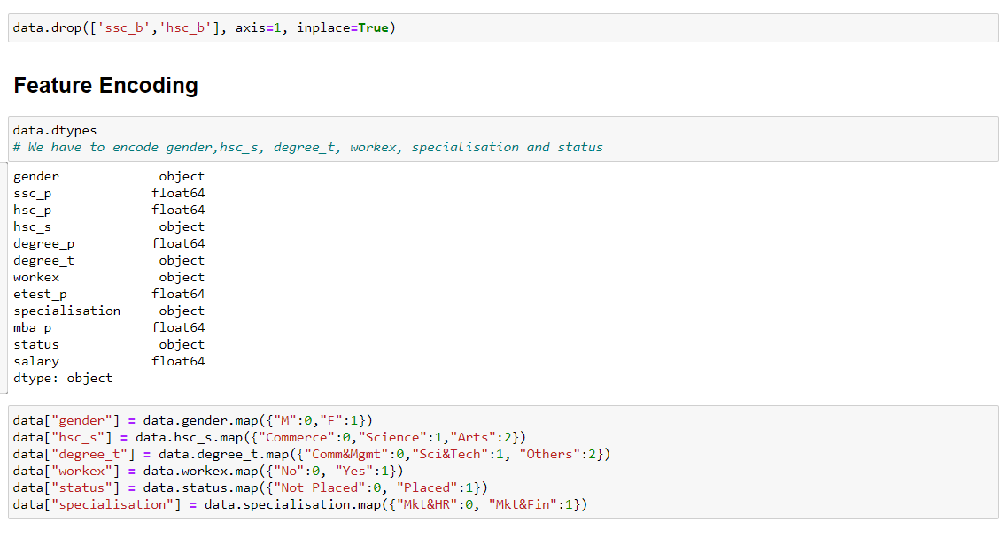 data.drop(['ssc_b','hsc_b'], axis=1, inplace=True)
Feature Encoding
data.dtypes
# We have to encode gender,hsc_s, degree_t, workex, specialisation and status
gender             object
ssc_p             float64
hsc_p             float64
hsc_s              object
degree_p          float64
degree_t           object
workex             object
etest_p           float64
specialisation     object
mba_p             float64
status             object
salary            float64
dtype: object
data["gender"] = data.gender.map({"M":0,"F":1})
data["hsc_s"] = data.hsc_s.map({"Commerce":0,"Science":1,"Arts":2})
data["degree_t"] = data.degree_t.map({"Comm&Mgmt":0,"Sci&Tech":1, "Others":2})
data["workex"] = data.workex.map({"No":0, "Yes":1})
data["status"] = data.status.map({"Not Placed":0, "Placed":1})
data["specialisation"] = data.specialisation.map({"Mkt&HR":0, "Mkt&Fin":1})